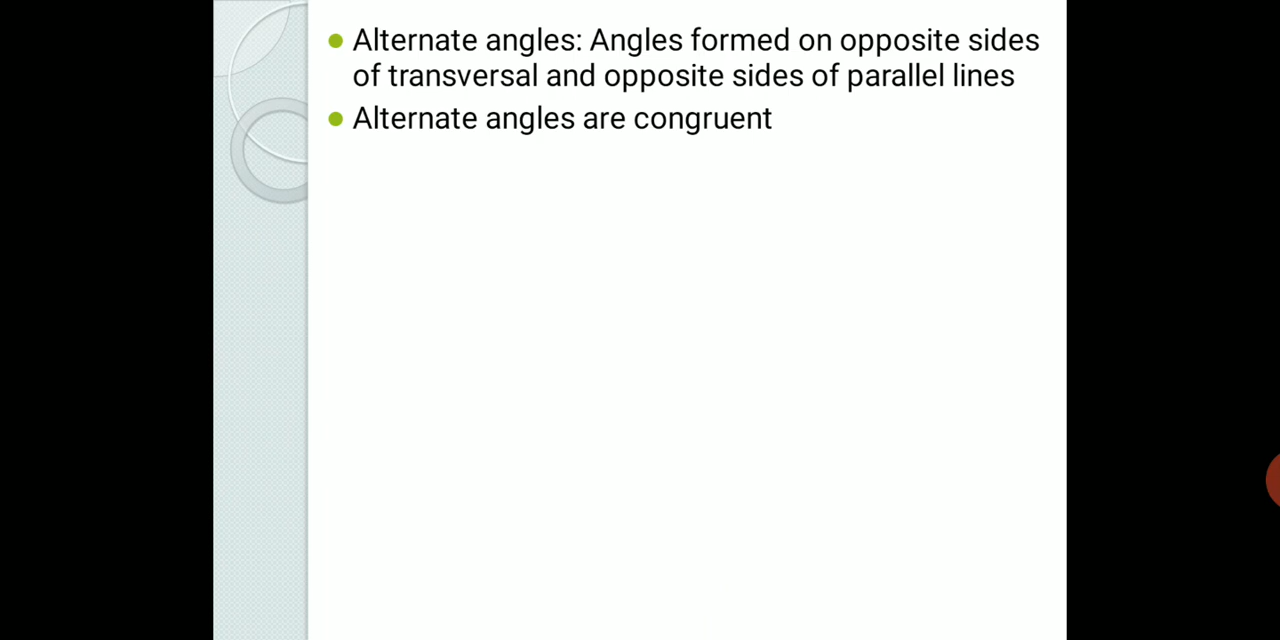 Alternate angles: Angles formed on opposite sides
of transversal and opposite sides of parallel lines
Alternate angles are congruent